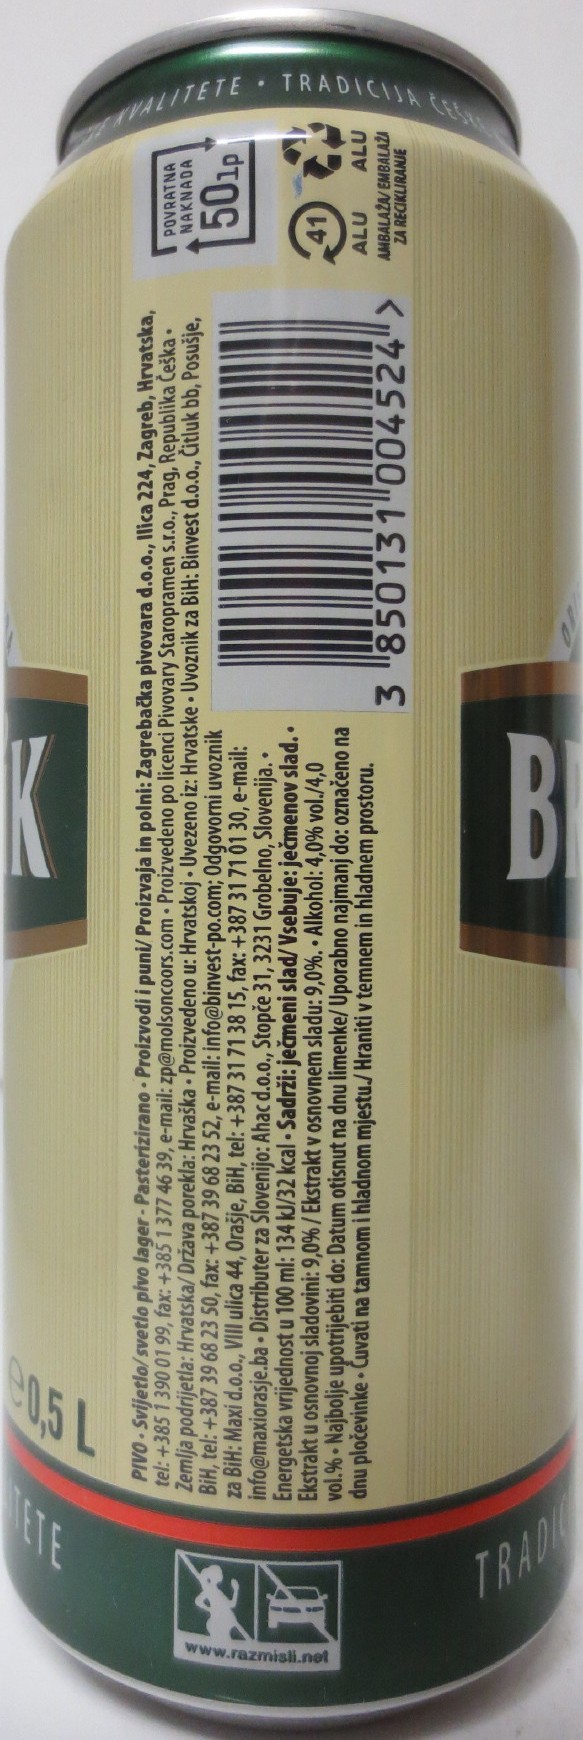 KVALITETE • TRADICIJA ČEŠK
POVRATNA
NAKNADA
50 lp
41
ALU ALU
AMBALAŽA/EMBALAŽA
ZA RECIKLIRANJE
PIVO • Svijetlo/svetlo pivo lager - Pasterizirano • Proizvodi i puni/ Proizvaja in polni: Zagrebačka pivovara d.o.o., Ilica 224, Zagreb, Hrvatska,
tel: +385 1 390 01 99, fax: +385 1 377 46 39, e-mail: zp@molsoncoors.com • Proizvedeno po licenci Pivovary Staropramen s.r.o., Prag, Republika Češka •
Zemlja podrijetla: Hrvatska/ Država porekla: Hrvaška • Proizvedeno u: Hrvatskoj • Uvezeno iz: Hrvatske • Uvoznik za BiH: Binvest d.o.o., Čitluk bb, Posušje,
BiH, tel: +387 39 68 23 50, fax: +387 39 68 23 52, e-mail: info@binvest-po.com; Odgovorni uvoznik
za BiH: Maxi d.o.o., VIII ulica 44, Orašje, BiH, tel: +387 31 71 38 15, fax: +387 31 71 01 30, e-mail:
info@maxiorasje.ba • Distributer za Slovenijo: Ahac d.o.o., Stopče 31, 3231 Grobelno, Slovenija. •
Energetska vrijednost u 100 ml: 134 kJ/32 kcal • Sadrži: ječmeni slad/ Vsebuje: ječmenov slad. •
Ekstrakt u osnovnoj sladovini: 9,0% / Ekstrakt v osnovnem sladu: 9,0%. • Alkohol: 4,0% vol./4,0
vol.% • Najbolje upotrijebiti do: Datum otisnut na dnu limenke/ Uporabno najmanj do: označeno na
dnu pločevinke • Čuvati na tamnom i hladnom mjestu./ Hraniti v temnem in hladnem prostoru.
3 850131 004524 >
K
B
e 0,5 L
TETE
TRADIC
www.razmisli.net